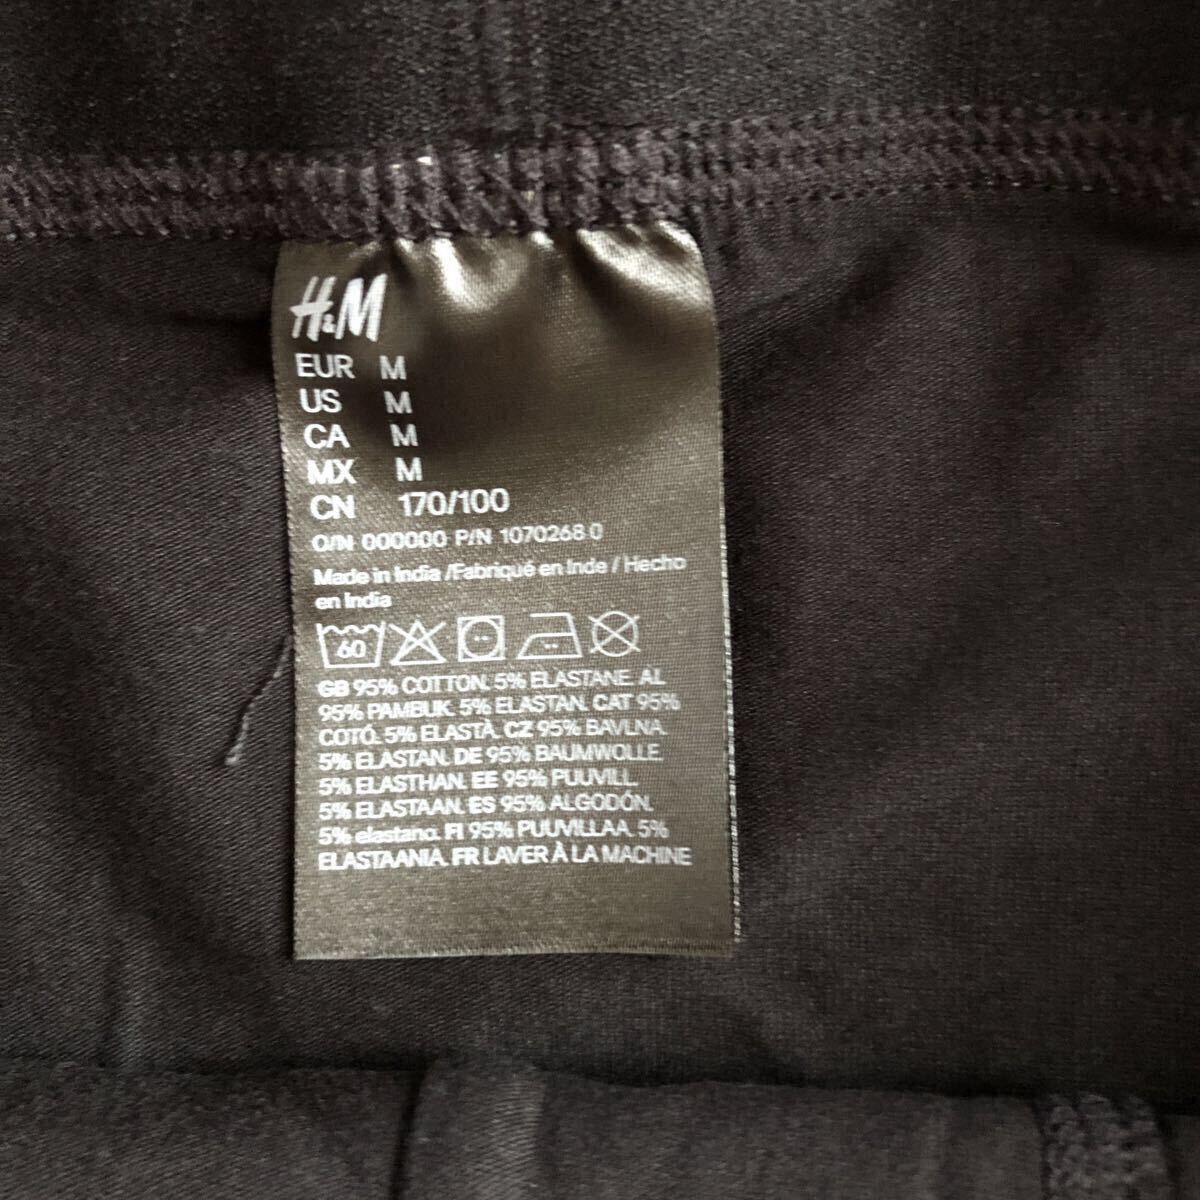 H&M
EUR M
US M
CA M
MX M
CN 170/100
O/N 000000 P/N 1070268 0
Made in India /Fabriqué en Inde / Hecho
en India
60
GB 95% COTTON. 5% ELASTANE. AL
95% PAMBUK. 5% ELASTAN. CAT 95%
COTÓ. 5% ELASTÀ. CZ 95% BAVLNA.
5% ELASTAN. DE 95% BAUMWOLLE.
5% ELASTHAN. EE 95% PUUVILL.
5% ELASTAAN. ES 95% ALGODÓN.
5% elastano. FI 95% PUUVILLAA. 5%
ELASTAANIA. FR LAVER À LA MACHINE